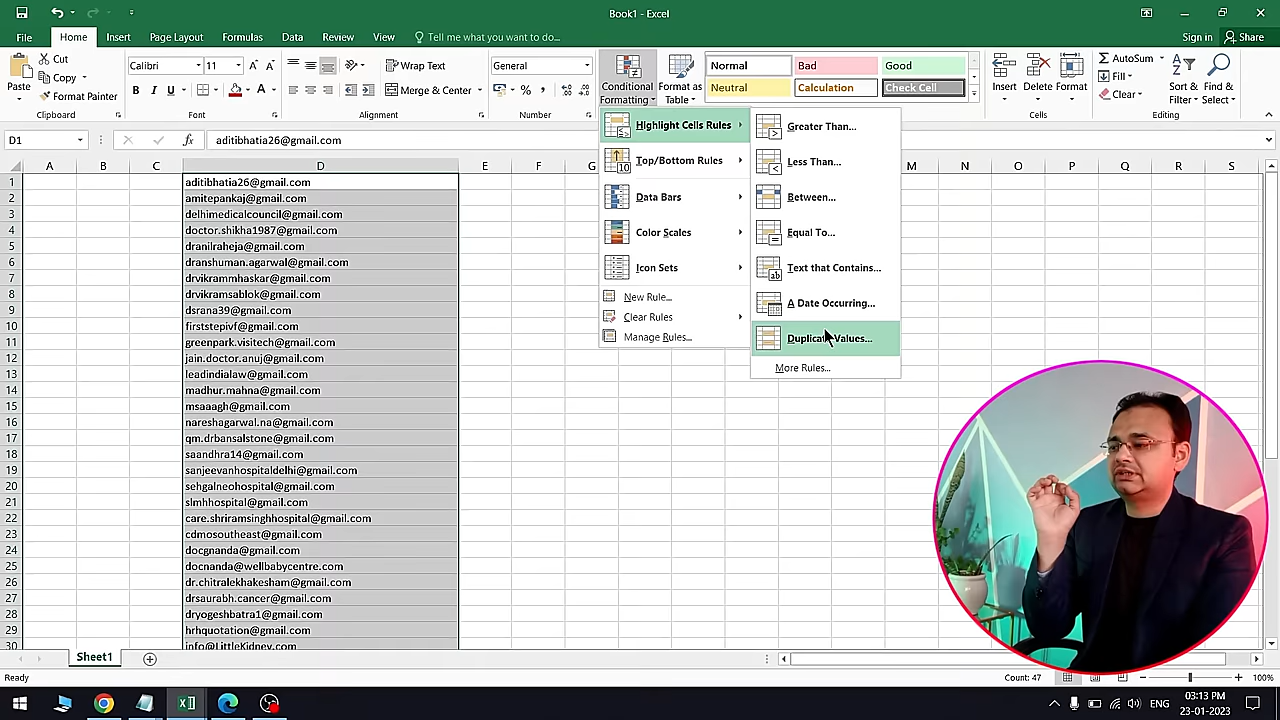 Book1 - Excel
File Home Insert Page Layout Formulas Data Review View Tell me what you want to do... Sign in Share
Paste Cut Copy Format Painter
Calibri 11 B I U A
Wrap Text Merge & Center
General %
Conditional Formatting Format as Table
Normal Bad Good
Neutral Calculation Check Cell
Insert Delete Format
AutoSum Fill Clear
Sort & Filter Find & Select
Clipboard Font Alignment Number Editing
D1 fx aditibhatia26@gmail.com
A B C D E F G M N O P Q R S
1 aditibhatia26@gmail.com
2 amitepankaj@gmail.com
3 delhimedicalcouncil@gmail.com
4 doctor.shikha1987@gmail.com
5 dranilraheja@gmail.com
6 dranshuman.agarwal@gmail.com
7 drvikrammhaskar@gmail.com
8 drvikramsablok@gmail.com
9 dsrana39@gmail.com
10 firststepivf@gmail.com
11 greenpark.visitech@gmail.com
12 jain.doctor.anuj@gmail.com
13 leadindialaw@gmail.com
14 madhur.mahna@gmail.com
15 msaaagh@gmail.com
16 nareshagarwal.na@gmail.com
17 qm.drbansalstone@gmail.com
18 saandhra14@gmail.com
19 sanjeevanhospitaldelhi@gmail.com
20 sehgalneohospital@gmail.com
21 slmhhospital@gmail.com
22 care.shriramsinghhospital@gmail.com
23 cdmosoutheast@gmail.com
24 docgnanda@gmail.com
25 docnanda@wellbabycentre.com
26 dr.chitralekhakesham@gmail.com
27 drsaurabh.cancer@gmail.com
28 dryogeshbatra1@gmail.com
29 hrhquotation@gmail.com
30 info@LittleKidney.com
Highlight Cells Rules
Top/Bottom Rules
Data Bars
Color Scales
Icon Sets
New Rule...
Clear Rules
Manage Rules...
Greater Than...
Less Than...
Between...
Equal To...
Text that Contains...
A Date Occurring...
Duplicate Values...
More Rules...
Sheet1
Ready Count: 47 100%
ENG 03:13 PM
23-01-2023